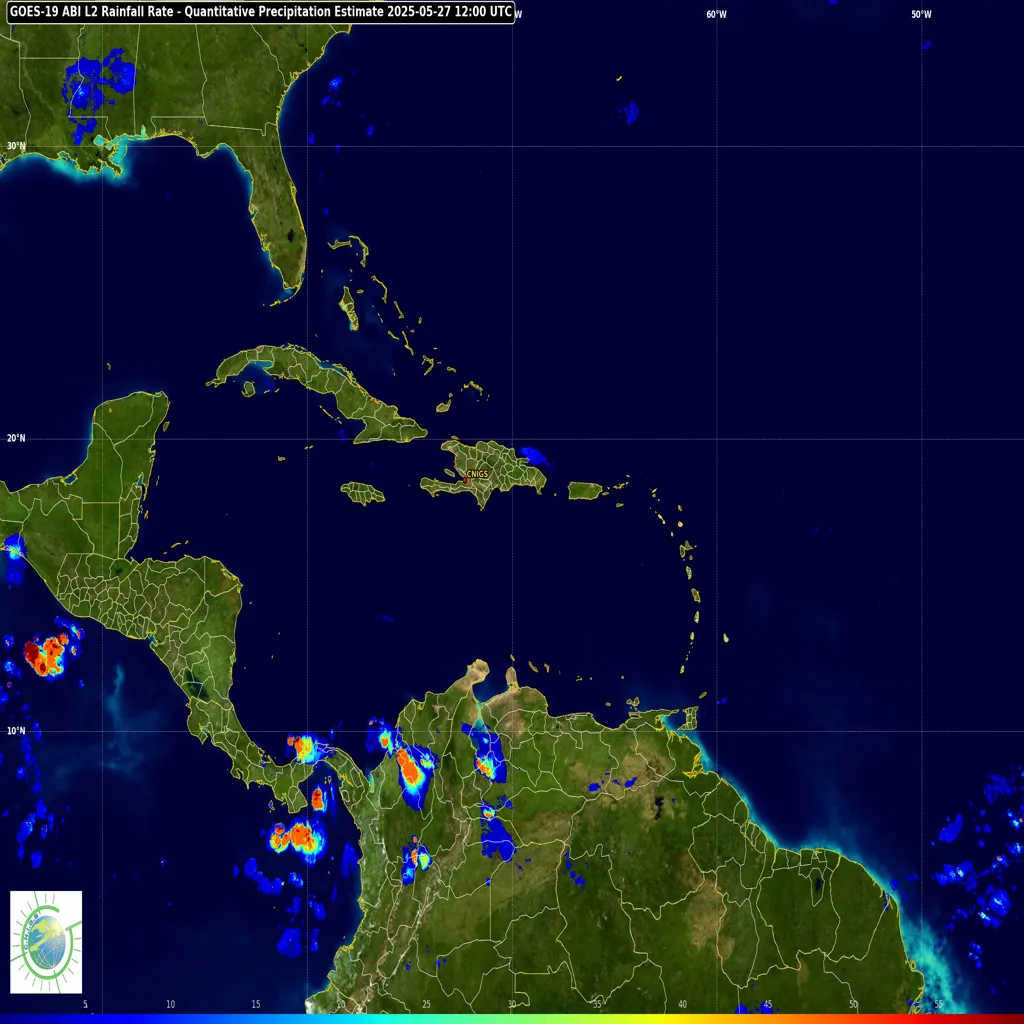 GOES-19 ABI L2 Rainfall Rate - Quantitative Precipitation Estimate 2025-05-27 12:00 UTC
W 60°W 50°W
30°N
20°N
CNIGS
10°N
5 10 15 20 25 30 35 40 45 50 55